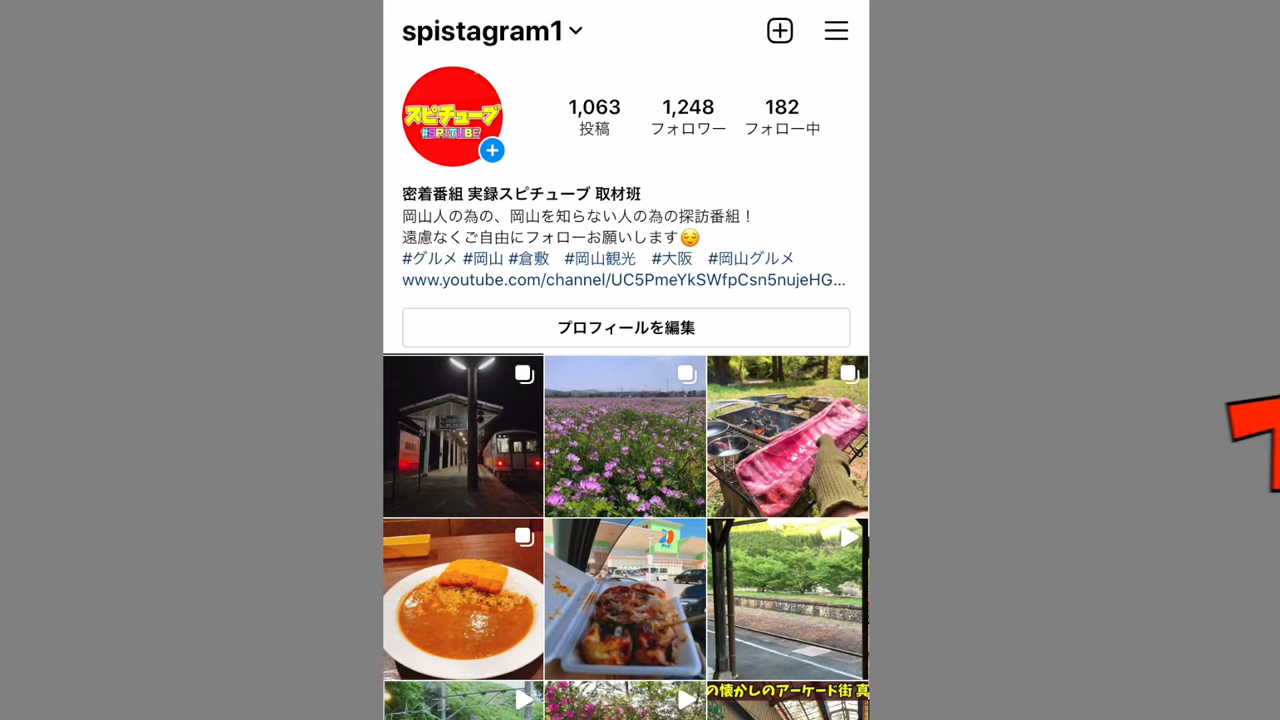 spistagram1
スピチューブ
#SPITUBE
1,063
投稿
1,248
フォロワー
182
フォロー中
密着番組 実録スピチューブ 取材班
岡山人の為の、岡山を知らない人の為の探訪番組！
遠慮なくご自由にフォローお願いします😌
#グルメ #岡山 #倉敷　#岡山観光　#大阪　#岡山グルメ
www.youtube.com/channel/UC5PmeYkSWfpCsn5nujeHG...
プロフィールを編集
の懐かしのアーケード街 真